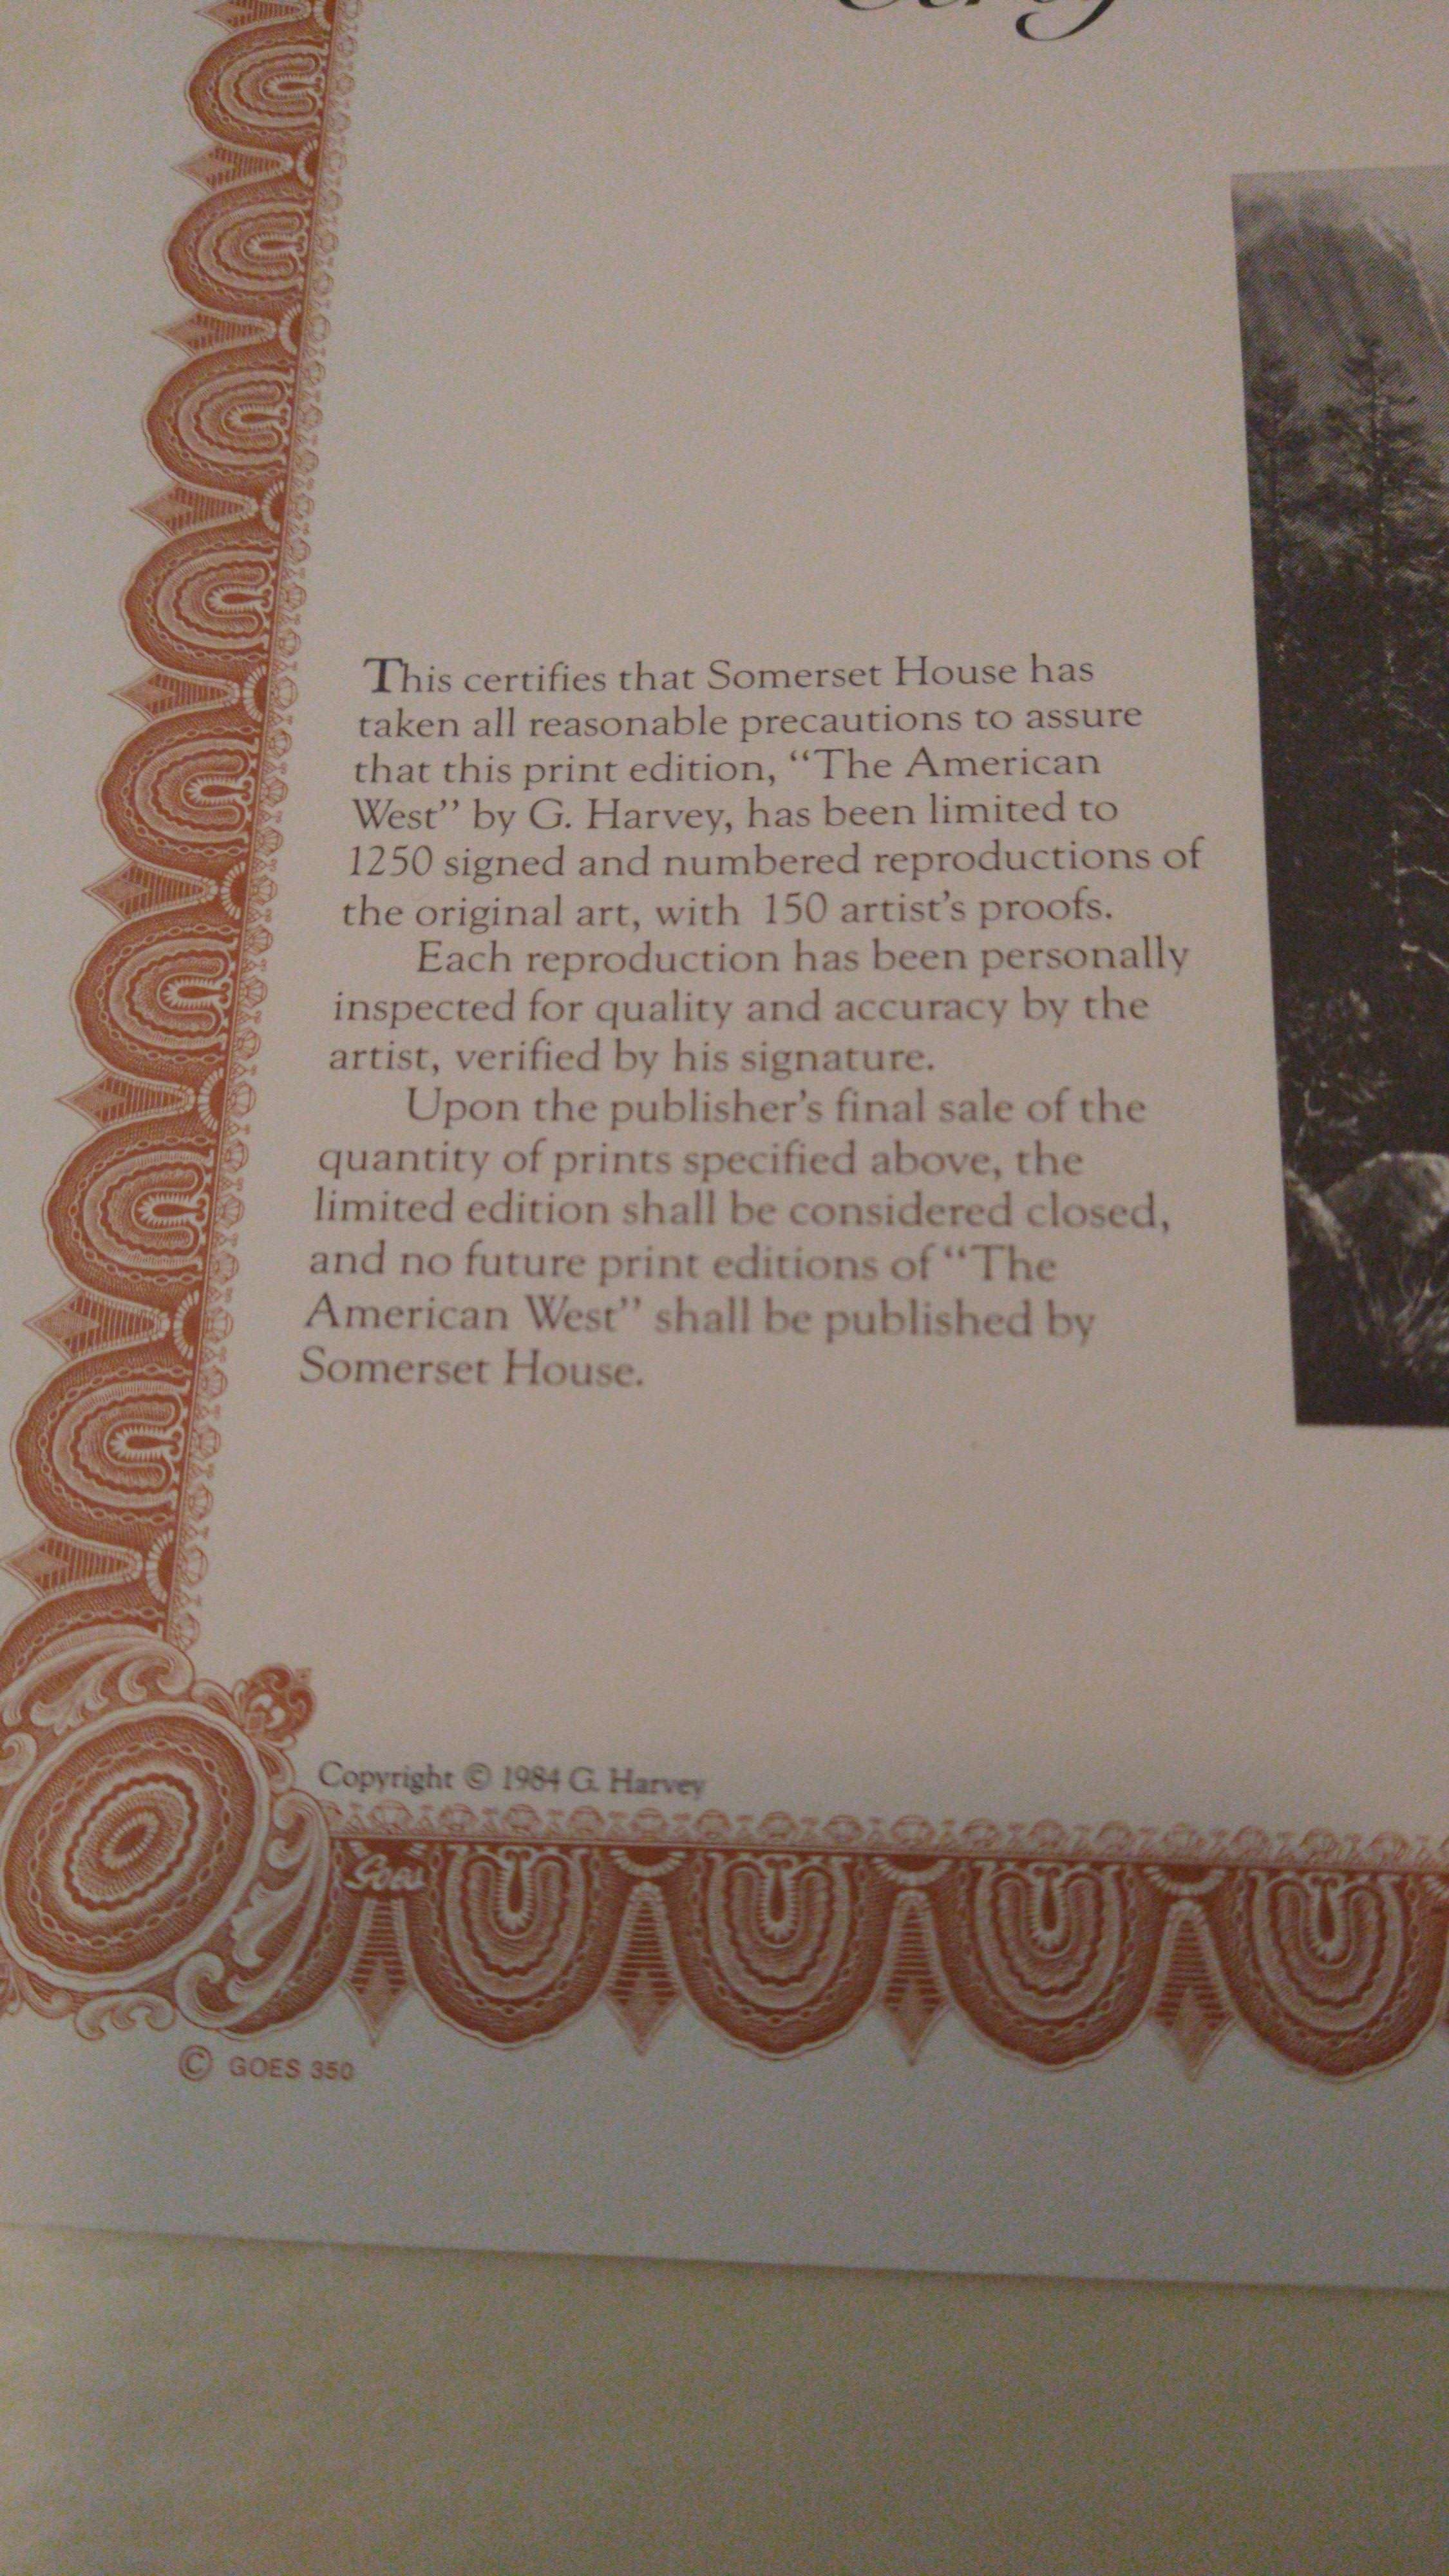 This certifies that Somerset House has
taken all reasonable precautions to assure
that this print edition, “The American
West” by G. Harvey, has been limited to
1250 signed and numbered reproductions of
the original art, with 150 artist's proofs.
Each reproduction has been personally
inspected for quality and accuracy by the
artist, verified by his signature.
Upon the publisher's final sale of the
quantity of prints specified above, the
limited edition shall be considered closed,
and no future print editions of “The
American West” shall be published by
Somerset House.
Copyright © 1984 G. Harvey
Goes
© GOES 350